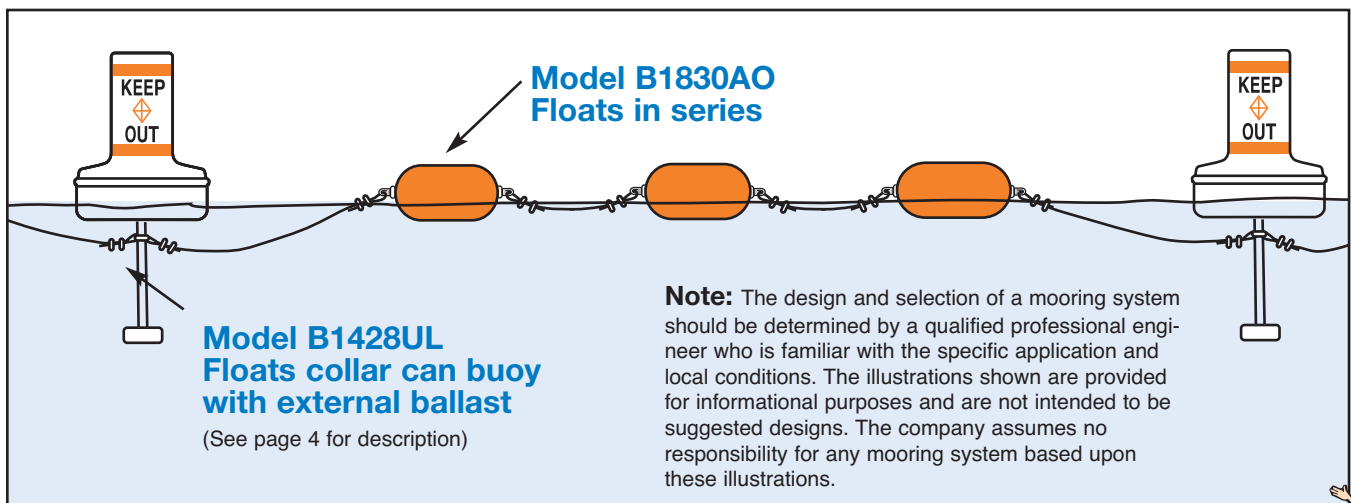 KEEP
OUT
Model B1830AO
Floats in series
KEEP
OUT
Model B1428UL
Floats collar can buoy
with external ballast
(See page 4 for description)
Note: The design and selection of a mooring system
should be determined by a qualified professional engi-
neer who is familiar with the specific application and
local conditions. The illustrations shown are provided
for informational purposes and are not intended to be
suggested designs. The company assumes no
responsibility for any mooring system based upon
these illustrations.